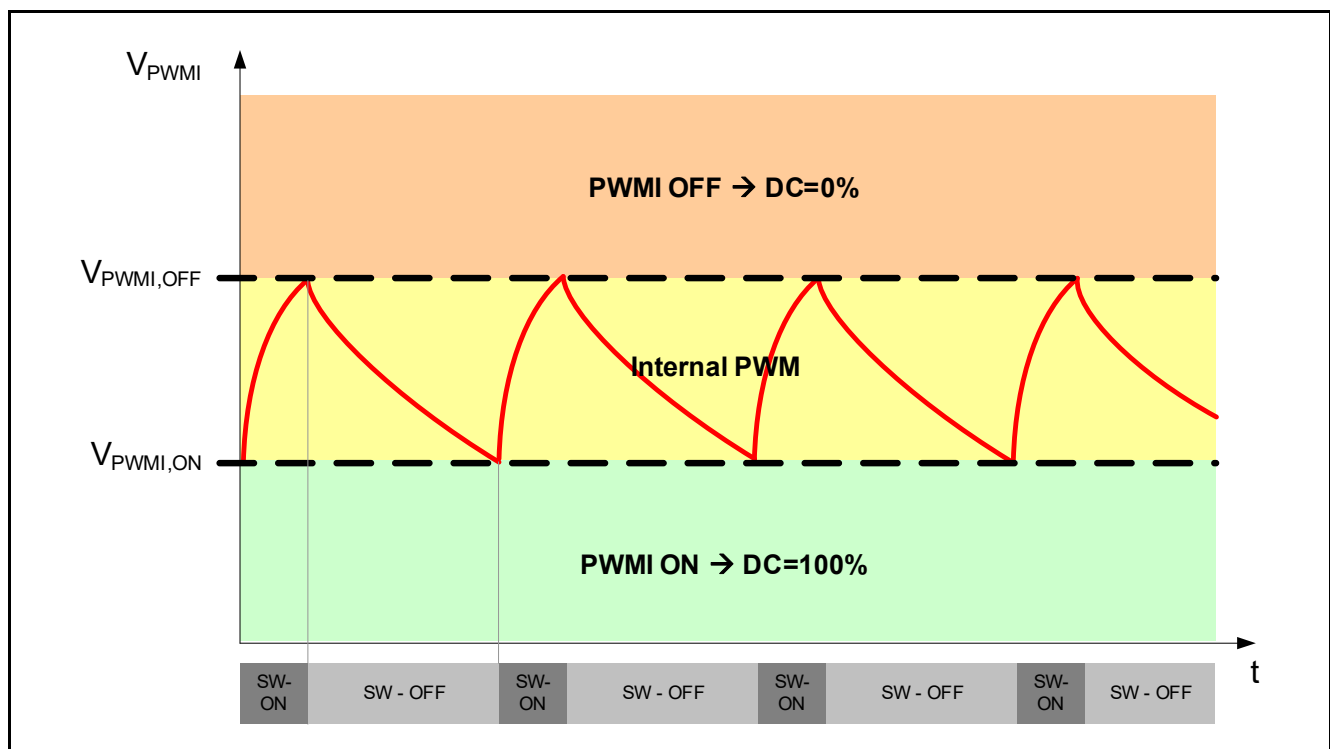 VPWMI
PWMI OFF → DC=0%
VPWMI,OFF
Internal PWM
VPWMI,ON
PWMI ON → DC=100%
t
SW-
ON
SW - OFF
SW-
ON
SW - OFF
SW-
ON
SW - OFF
SW-
ON
SW - OFF